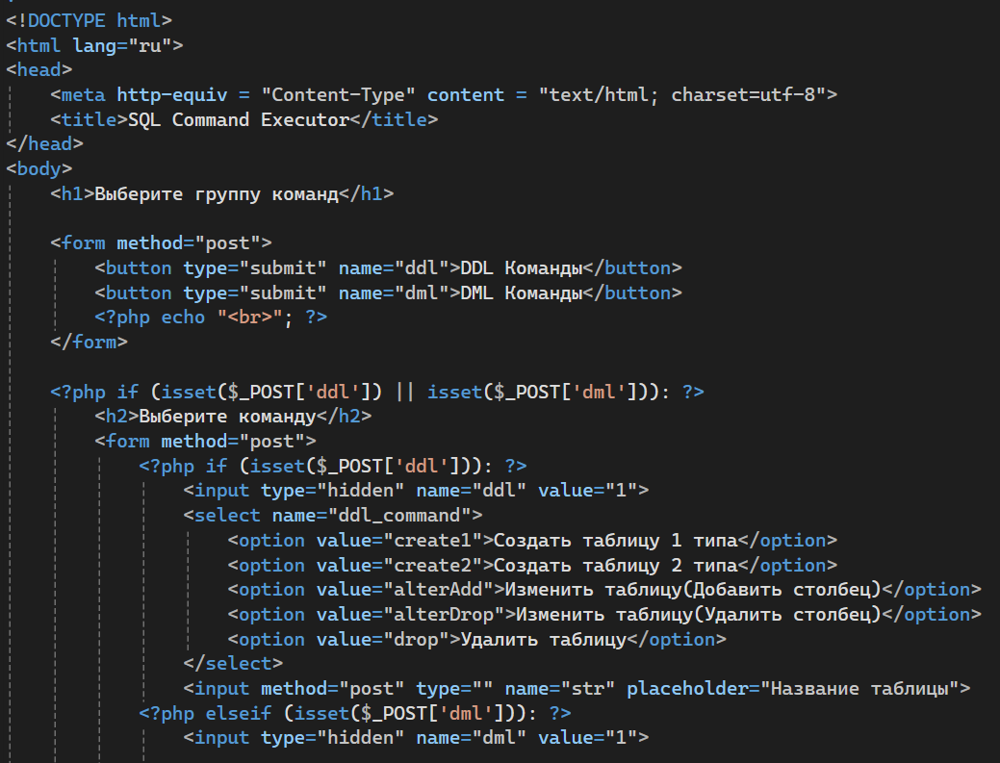 <!DOCTYPE html>
<html lang="ru">
<head>
    <meta http-equiv = "Content-Type" content = "text/html; charset=utf-8">
    <title>SQL Command Executor</title>
</head>
<body>
    <h1>Выберите группу команд</h1>

    <form method="post">
        <button type="submit" name="ddl">DDL Команды</button>
        <button type="submit" name="dml">DML Команды</button>
        <?php echo "<br>"; ?>
    </form>

    <?php if (isset($_POST['ddl']) || isset($_POST['dml'])): ?>
        <h2>Выберите команду</h2>
        <form method="post">
            <?php if (isset($_POST['ddl'])): ?>
                <input type="hidden" name="ddl" value="1">
                <select name="ddl_command">
                    <option value="create1">Создать таблицу 1 типа</option>
                    <option value="create2">Создать таблицу 2 типа</option>
                    <option value="alterAdd">Изменить таблицу(Добавить столбец)</option>
                    <option value="alterDrop">Изменить таблицу(Удалить столбец)</option>
                    <option value="drop">Удалить таблицу</option>
                </select>
                <input method="post" type="" name="str" placeholder="Название таблицы">
            <?php elseif (isset($_POST['dml'])): ?>
                <input type="hidden" name="dml" value="1">